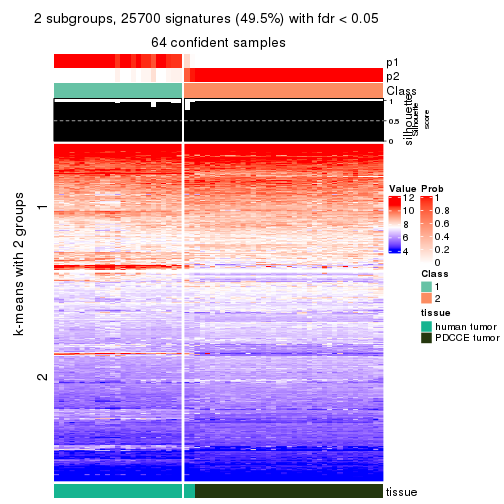 2 subgroups, 25700 signatures (49.5%) with fdr < 0.05
64 confident samples
p1
p2
Class
silhouette
Silhouette
score
1
0.5
0
k-means with 2 groups
1
2
Value
12
10
8
6
4
Prob
1
0.8
0.6
0.4
0.2
0
Class
1
2
tissue
human tumor
PDCCE tumor
tissue